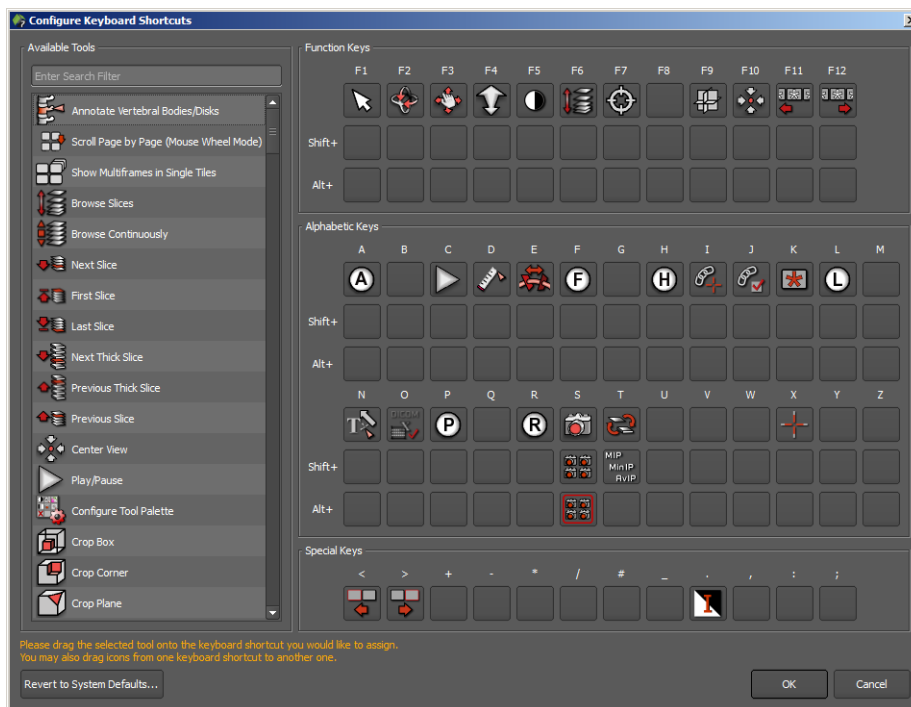 Configure Keyboard Shortcuts
Available Tools
Enter Search Filter
Annotate Vertebral Bodies/Disks
Scroll Page by Page (Mouse Wheel Mode)
Show Multiframes in Single Tiles
Browse Slices
Browse Continuously
Next Slice
First Slice
Last Slice
Next Thick Slice
Previous Thick Slice
Previous Slice
Center View
Play/Pause
Configure Tool Palette
Crop Box
Crop Corner
Crop Plane
Function Keys
F1 F2 F3 F4 F5 F6 F7 F8 F9 F10 F11 F12
Shift+
Alt+
Alphabetic Keys
A B C D E F G H I J K L M
A F H L
Shift+
Alt+
N O P Q R S T U V W X Y Z
T DICOM P R
Shift+
MIP
MinIP
AvIP
Alt+
Special Keys
< > + - * / # _ . , : ;
I
Please drag the selected tool onto the keyboard shortcut you would like to assign.
You may also drag icons from one keyboard shortcut to another one.
Revert to System Defaults... OK Cancel